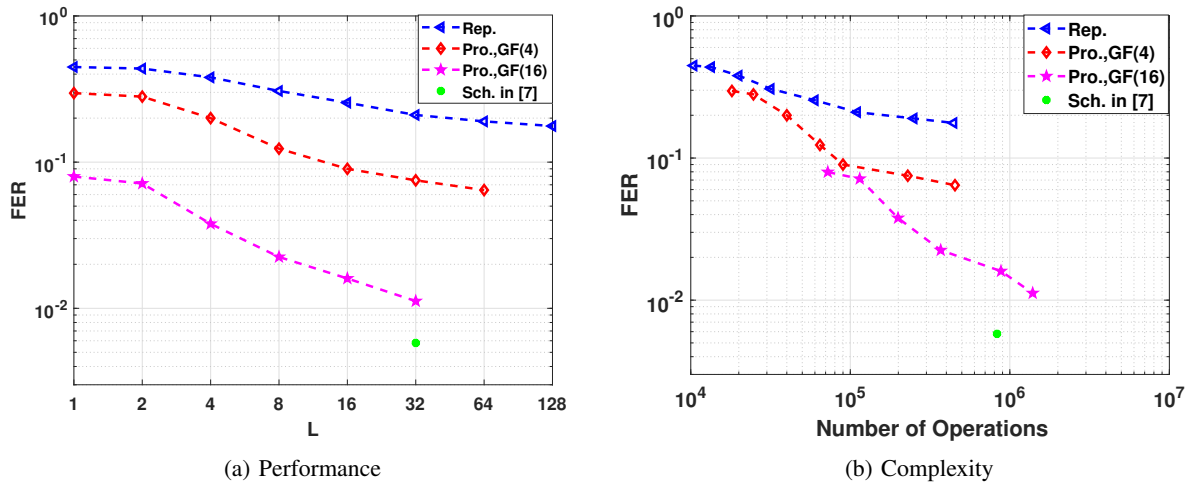 10^0
10^-1
10^-2
FER
1 2 4 8 16 32 64 128
L
Rep.
Pro.,GF(4)
Pro.,GF(16)
Sch. in [7]
(a) Performance
10^0
10^-1
10^-2
FER
10^4 10^5 10^6 10^7
Number of Operations
Rep.
Pro.,GF(4)
Pro.,GF(16)
Sch. in [7]
(b) Complexity